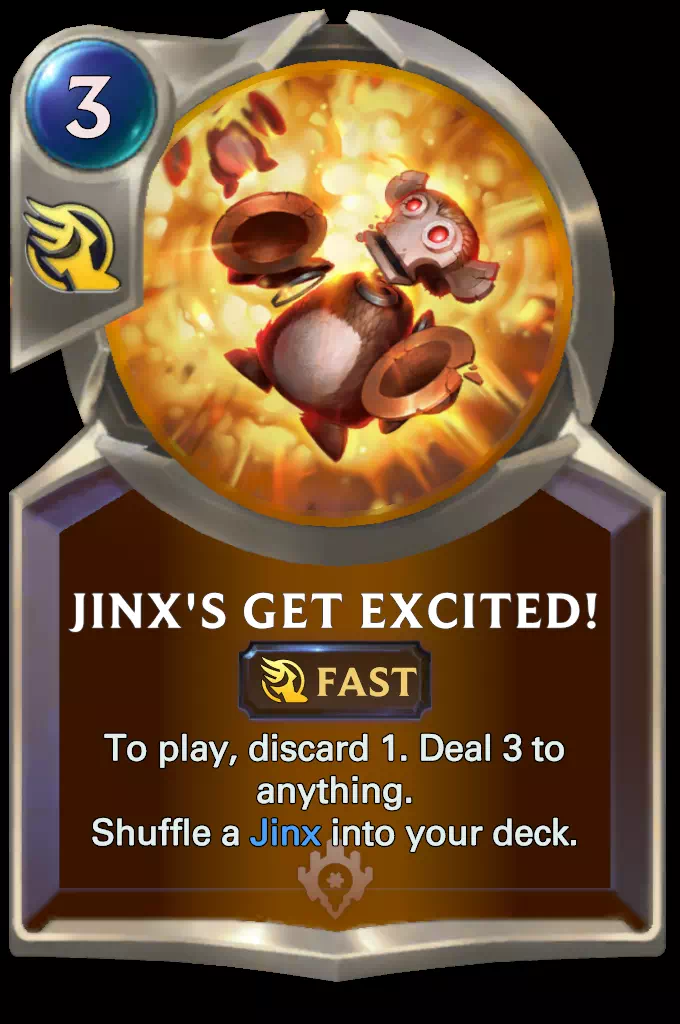 3
JINX'S GET EXCITED!
FAST
To play, discard 1. Deal 3 to
anything.
Shuffle a Jinx into your deck.